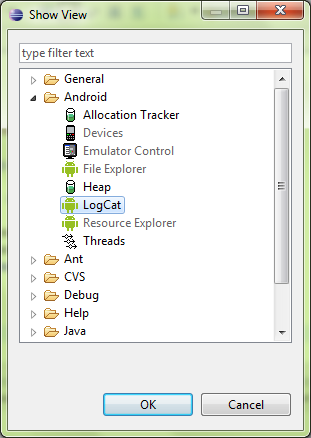 Show View
type filter text
General
Android
Allocation Tracker
Devices
Emulator Control
File Explorer
Heap
LogCat
Resource Explorer
Threads
Ant
CVS
Debug
Help
Java
OK
Cancel